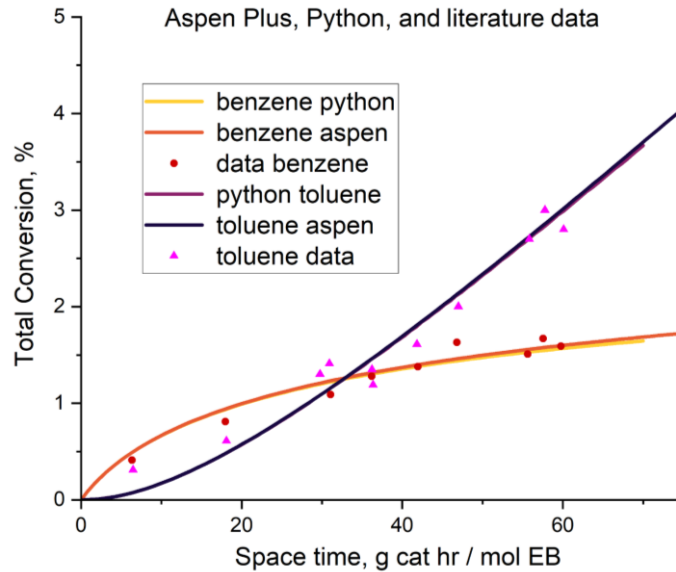 Aspen Plus, Python, and literature data
5
4
3
2
1
0
Total Conversion, %
benzene python
benzene aspen
data benzene
python toluene
toluene aspen
toluene data
0 20 40 60
Space time, g cat hr / mol EB